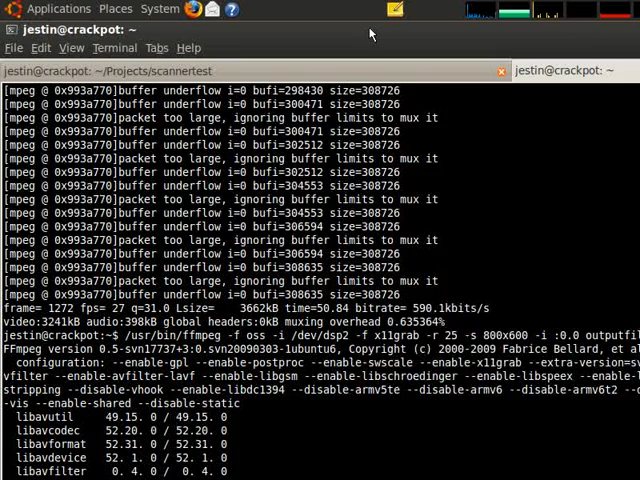 Applications Places System
jestin@crackpot: ~
File Edit View Terminal Tabs Help
jestin@crackpot: ~/Projects/scannertest
jestin@crackpot: ~
[mpeg @ 0x993a770]buffer underflow i=0 bufi=298430 size=308726
[mpeg @ 0x993a770]buffer underflow i=0 bufi=300471 size=308726
[mpeg @ 0x993a770]packet too large, ignoring buffer limits to mux it
[mpeg @ 0x993a770]buffer underflow i=0 bufi=300471 size=308726
[mpeg @ 0x993a770]buffer underflow i=0 bufi=302512 size=308726
[mpeg @ 0x993a770]packet too large, ignoring buffer limits to mux it
[mpeg @ 0x993a770]buffer underflow i=0 bufi=302512 size=308726
[mpeg @ 0x993a770]buffer underflow i=0 bufi=304553 size=308726
[mpeg @ 0x993a770]packet too large, ignoring buffer limits to mux it
[mpeg @ 0x993a770]buffer underflow i=0 bufi=304553 size=308726
[mpeg @ 0x993a770]buffer underflow i=0 bufi=306594 size=308726
[mpeg @ 0x993a770]packet too large, ignoring buffer limits to mux it
[mpeg @ 0x993a770]buffer underflow i=0 bufi=306594 size=308726
[mpeg @ 0x993a770]buffer underflow i=0 bufi=308635 size=308726
[mpeg @ 0x993a770]packet too large, ignoring buffer limits to mux it
[mpeg @ 0x993a770]buffer underflow i=0 bufi=308635 size=308726
frame= 1272 fps= 27 q=31.0 Lsize= 3662kB time=50.84 bitrate= 590.1kbits/s
video:3241kB audio:398kB global headers:0kB muxing overhead 0.635364%
jestin@crackpot:~$ /usr/bin/ffmpeg -f oss -i /dev/dsp2 -f x11grab -r 25 -s 800x600 -i :0.0 outputfil
FFmpeg version 0.5-svn17737+3:0.svn20090303-1ubuntu6, Copyright (c) 2000-2009 Fabrice Bellard, et al
configuration: --enable-gpl --enable-postproc --enable-swscale --enable-x11grab --extra-version=sv
vfilter --enable-avfilter-lavf --enable-libgsm --enable-libschroedinger --enable-libspeex --enable
stripping --disable-vhook --enable-libdc1394 --disable-armv5te --disable-armv6 --disable-armv6t2 --d
-vis --enable-shared --disable-static
libavutil 49.15. 0 / 49.15. 0
libavcodec 52.20. 0 / 52.20. 0
libavformat 52.31. 0 / 52.31. 0
libavdevice 52. 1. 0 / 52. 1. 0
libavfilter 0. 4. 0 / 0. 4. 0